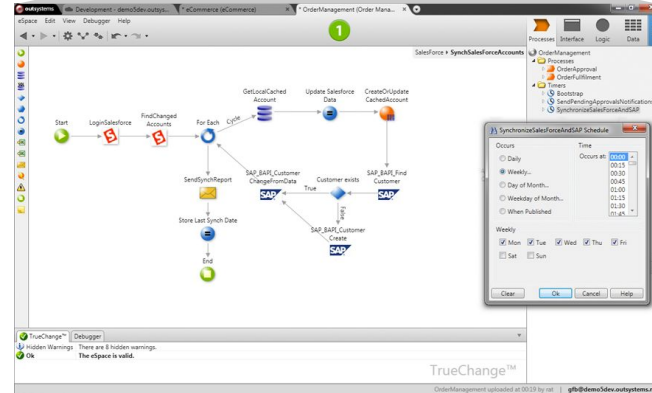 outsystems
Development - demo5dev.outsys...
* eCommerce (eCommerce)
* OrderManagement (Order Mana...
eSpace Edit View Debugger Help
1
Processes Interface Logic Data
SalesForce ▸ SynchSalesForceAccounts
OrderManagement
Processes
OrderApproval
OrderFulfilment
Timers
Bootstrap
SendPendingApprovalsNotifications
SynchronizeSalesForceAndSAP
GetLocalCached
Account
Update Salesforce
Data
CreateOrUpdate
CachedAccount
Start
LoginSalesforce
FindChanged
Accounts
For Each
Cycle
SendSynchReport
SAP_BAPI_Customer
ChangeFromData
True
Customer exists
SAP_BAPI_Find
Customer
SAP
SAP
False
Store Last Synch Date
SAP_BAPI_Customer
Create
SAP
End
SynchronizeSalesForceAndSAP Schedule
Occurs
Daily
Weekly...
Day of Month...
Weekday of Month...
When Published
Time
Occurs at:
00:00
00:15
00:30
00:45
01:00
01:15
01:30
01:45
Weekly
Mon Tue Wed Thu Fri
Sat Sun
Clear Ok Cancel Help
TrueChange™ Debugger
Hidden Warnings There are 8 hidden warnings.
Ok The eSpace is valid.
TrueChange™
OrderManagement uploaded at 00:29 by rat | gfb@demo5dev.outsystems.n